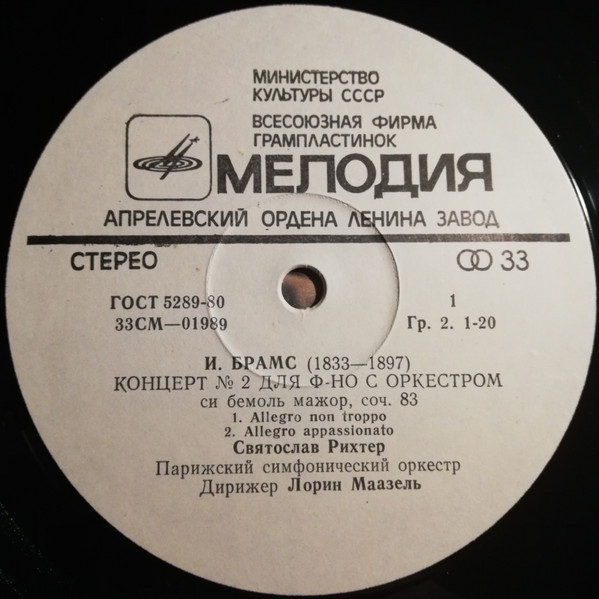 МИНИСТЕРСТВО
КУЛЬТУРЫ СССР
ВСЕСОЮЗНАЯ ФИРМА
ГРАМПЛАСТИНОК
МЕЛОДИЯ
АПРЕЛЕВСКИЙ ОРДЕНА ЛЕНИНА ЗАВОД
СТЕРЕО 33
ГОСТ 5289-80 1
33СМ—01989 Гр. 2. 1-20
И. БРАМС (1833—1897)
КОНЦЕРТ № 2 ДЛЯ Ф-НО С ОРКЕСТРОМ
си бемоль мажор, соч. 83
1. Allegro non troppo
2. Allegro appassionato
Святослав Рихтер
Парижский симфонический оркестр
Дирижер Лорин Маазель